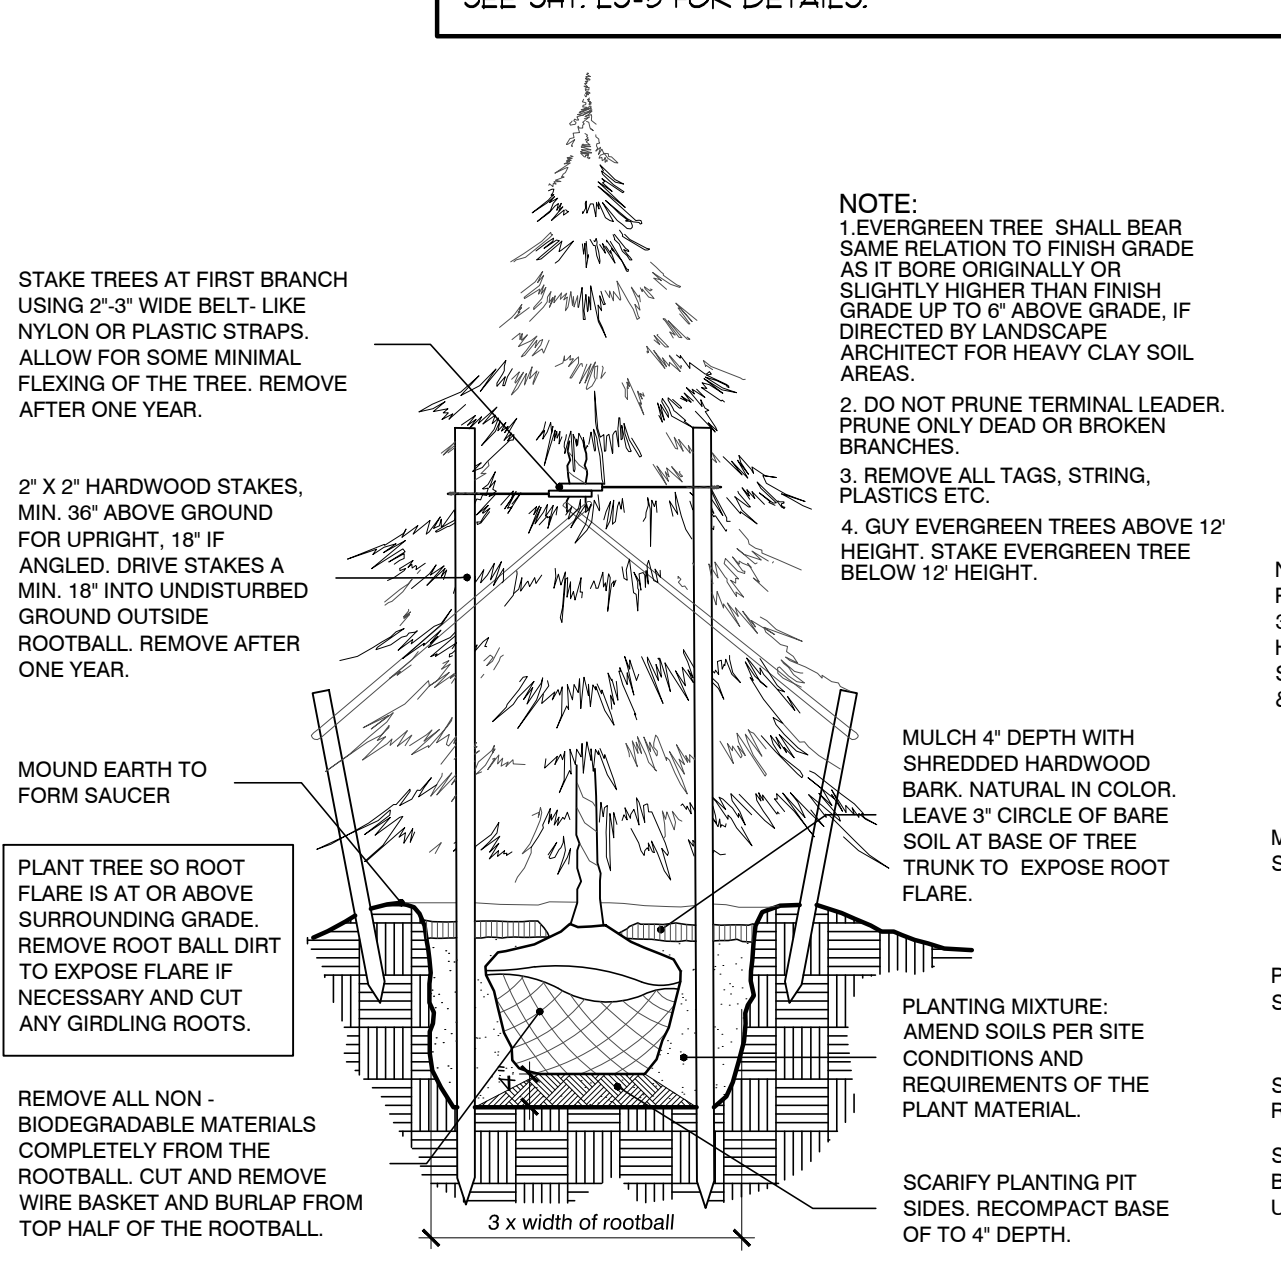 SEE SHT. LS-5 FOR DETAILS.
STAKE TREES AT FIRST BRANCH
USING 2"-3" WIDE BELT- LIKE
NYLON OR PLASTIC STRAPS.
ALLOW FOR SOME MINIMAL
FLEXING OF THE TREE. REMOVE
AFTER ONE YEAR.
2" X 2" HARDWOOD STAKES,
MIN. 36" ABOVE GROUND
FOR UPRIGHT, 18" IF
ANGLED. DRIVE STAKES A
MIN. 18" INTO UNDISTURBED
GROUND OUTSIDE
ROOTBALL. REMOVE AFTER
ONE YEAR.
MOUND EARTH TO
FORM SAUCER
PLANT TREE SO ROOT
FLARE IS AT OR ABOVE
SURROUNDING GRADE.
REMOVE ROOT BALL DIRT
TO EXPOSE FLARE IF
NECESSARY AND CUT
ANY GIRDLING ROOTS.
REMOVE ALL NON -
BIODEGRADABLE MATERIALS
COMPLETELY FROM THE
ROOTBALL. CUT AND REMOVE
WIRE BASKET AND BURLAP FROM
TOP HALF OF THE ROOTBALL.
4"
3 x width of rootball
NOTE:
1.EVERGREEN TREE SHALL BEAR
SAME RELATION TO FINISH GRADE
AS IT BORE ORIGINALLY OR
SLIGHTLY HIGHER THAN FINISH
GRADE UP TO 6" ABOVE GRADE, IF
DIRECTED BY LANDSCAPE
ARCHITECT FOR HEAVY CLAY SOIL
AREAS.
2. DO NOT PRUNE TERMINAL LEADER.
PRUNE ONLY DEAD OR BROKEN
BRANCHES.
3. REMOVE ALL TAGS, STRING,
PLASTICS ETC.
4. GUY EVERGREEN TREES ABOVE 12'
HEIGHT. STAKE EVERGREEN TREE
BELOW 12' HEIGHT.
MULCH 4" DEPTH WITH
SHREDDED HARDWOOD
BARK. NATURAL IN COLOR.
LEAVE 3" CIRCLE OF BARE
SOIL AT BASE OF TREE
TRUNK TO EXPOSE ROOT
FLARE.
PLANTING MIXTURE:
AMEND SOILS PER SITE
CONDITIONS AND
REQUIREMENTS OF THE
PLANT MATERIAL.
SCARIFY PLANTING PIT
SIDES. RECOMPACT BASE
OF TO 4" DEPTH.